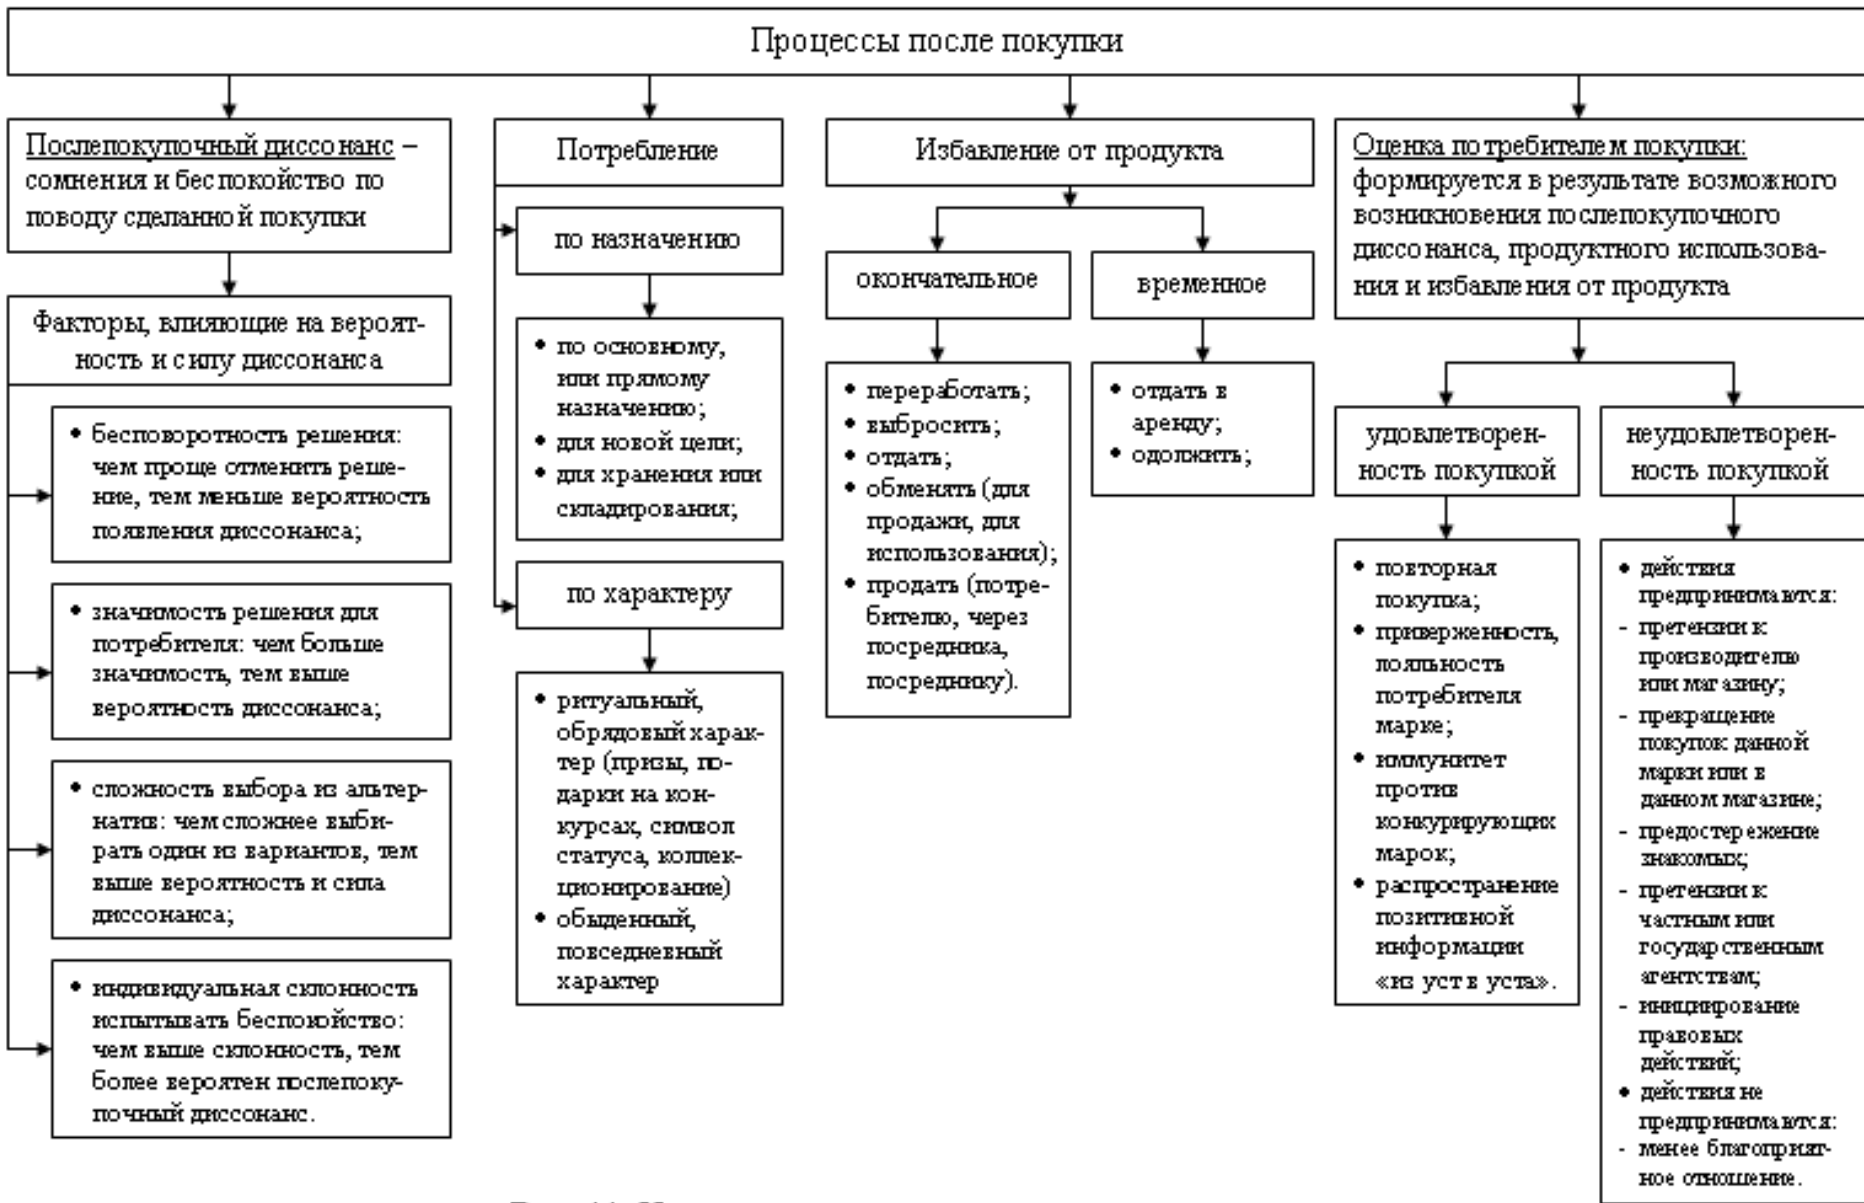 Процессы после покупки
Послепокупочный диссонанс –
сомнения и беспокойство по
поводу сделанной покупки
Факторы, влияющие на вероят-
ность и силу диссонанса
• бесповоротность решения:
чем проще отменить реше-
ние, тем меньше вероятность
появления диссонанса;
• значимость решения для
потребителя: чем больше
значимость, тем выше
вероятность диссонанса;
• сложность выбора из альтер-
натив: чем сложнее выби-
рать один из вариантов, тем
выше вероятность и сила
диссонанса;
• индивидуальная склонность
испытывать беспокойство:
чем выше склонность, тем
более вероятен послепоку-
почный диссонанс.
Потребление
по назначению
• по основному,
или прямому
назначению;
• для новой цели;
• для хранения или
складирования;
по характеру
• ритуальный,
обрядовый харак-
тер (призы, по-
дарки на кон-
курсах, символ
статуса, коллек-
ционирование)
• обыденный,
повседневный
характер
Избавление от продукта
окончательное
• переработать;
• выбросить;
• отдать;
• обменять (для
продажи, для
использования);
• продать (потре-
бителю, через
посредника,
посреднику).
временное
• отдать в
аренду;
• одолжить;
Оценка потребителем покупки:
формируется в результате возможного
возникновения послепокупочного
диссонанса, продуктного использова-
ния и избавления от продукта
удовлетворен-
ность покупкой
• повторная
покупка;
• приверженность,
лояльность
потребителя
марке;
• иммунитет
против
конкурирующих
марок;
• распространение
позитивной
информации
«из уст в уста».
неудовлетворен-
ность покупкой
• действия
предпринимаются:
- претензии к
производителю
или магазину;
- прекращение
покупок данной
марки или в
данном магазине;
- предостережение
знакомых;
- претензии к
частным или
государственным
агентствам;
- инициирование
правовых
действий;
• действия не
предпринимаются:
- менее благоприят-
ное отношение.